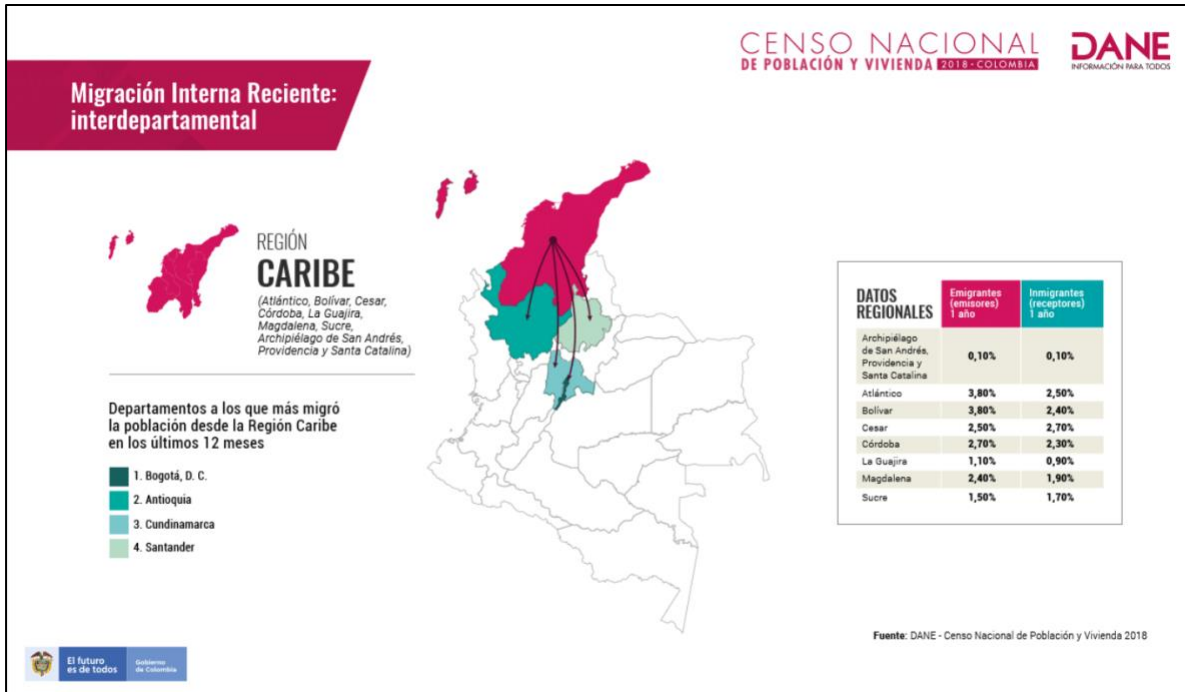 CENSO NACIONAL
DE POBLACIÓN Y VIVIENDA 2018 - COLOMBIA
DANE
INFORMACIÓN PARA TODOS
Migración Interna Reciente:
interdepartamental
REGIÓN
CARIBE
(Atlántico, Bolívar, Cesar,
Córdoba, La Guajira,
Magdalena, Sucre,
Archipiélago de San Andrés,
Providencia y Santa Catalina)
Departamentos a los que más migró
la población desde la Región Caribe
en los últimos 12 meses
1. Bogotá, D. C.
2. Antioquia
3. Cundinamarca
4. Santander
DATOS
REGIONALES
Emigrantes
(emisores)
1 año
Inmigrantes
(receptores)
1 año
Archipiélago
de San Andrés,
Providencia y
Santa Catalina
0,10% 0,10%
Atlántico 3,80% 2,50%
Bolívar 3,80% 2,40%
Cesar 2,50% 2,70%
Córdoba 2,70% 2,30%
La Guajira 1,10% 0,90%
Magdalena 2,40% 1,90%
Sucre 1,50% 1,70%
Fuente: DANE - Censo Nacional de Población y Vivienda 2018
El futuro
es de todos
Gobierno
de Colombia